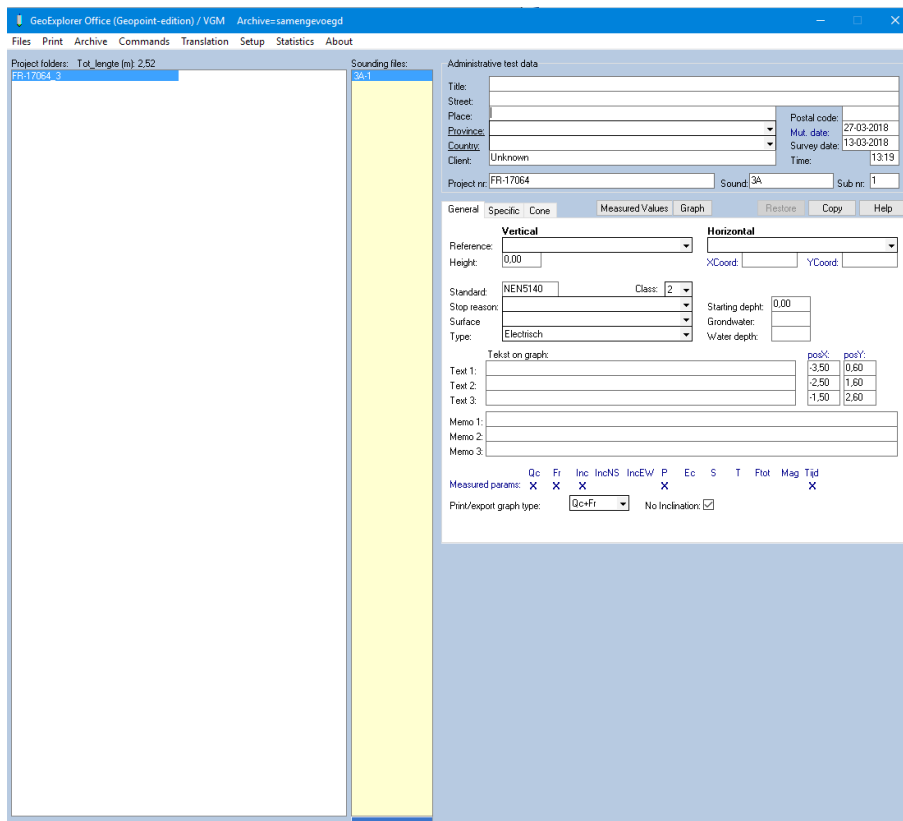 GeoExplorer Office (Geopoint-edition) / VGM Archive=samengevoegd
Files Print Archive Commands Translation Setup Statistics About
Project folders: Tot_lengte (m): 2,52
FR-17064_3
Sounding files:
3A-1
Administrative test data
Title:
Street:
Place:
Postal code:
Province:
Mut. date: 27-03-2018
Country:
Survey date: 13-03-2018
Client: Unknown
Time: 13:19
Project nr: FR-17064 Sound: 3A Sub nr: 1
General Specific Cone Measured Values Graph Restore Copy Help
Vertical Horizontal
Reference:
Height: 0,00 XCoord: YCoord:
Standard: NEN5140 Class: 2
Stop reason: Starting depht: 0,00
Surface Grondwater:
Type: Electrisch Water depth:
Tekst on graph: posX: posY:
Text 1: -3,50 0,60
Text 2: -2,50 1,60
Text 3: -1,50 2,60
Memo 1:
Memo 2:
Memo 3:
Qc Fr Inc IncNS IncEW P Ec S T Ftot Mag Tijd
Measured params: X X X X X
Print/export graph type: Qc+Fr No Inclination: